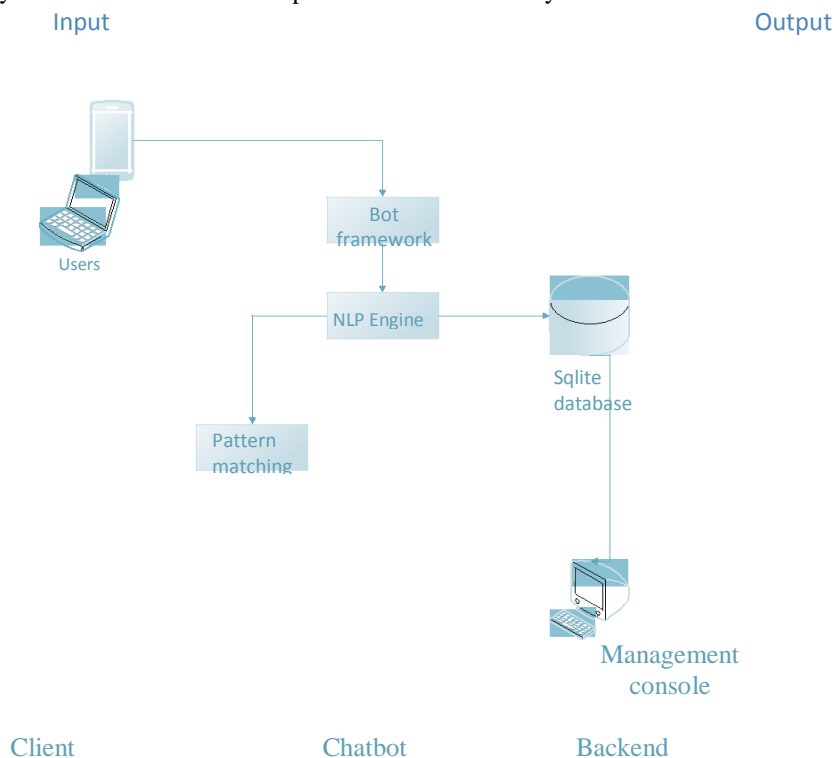 Input
Output
Users
Bot
framework
NLP Engine
Sqlite
database
Pattern
matching
Management
console
Client
Chatbot
Backend